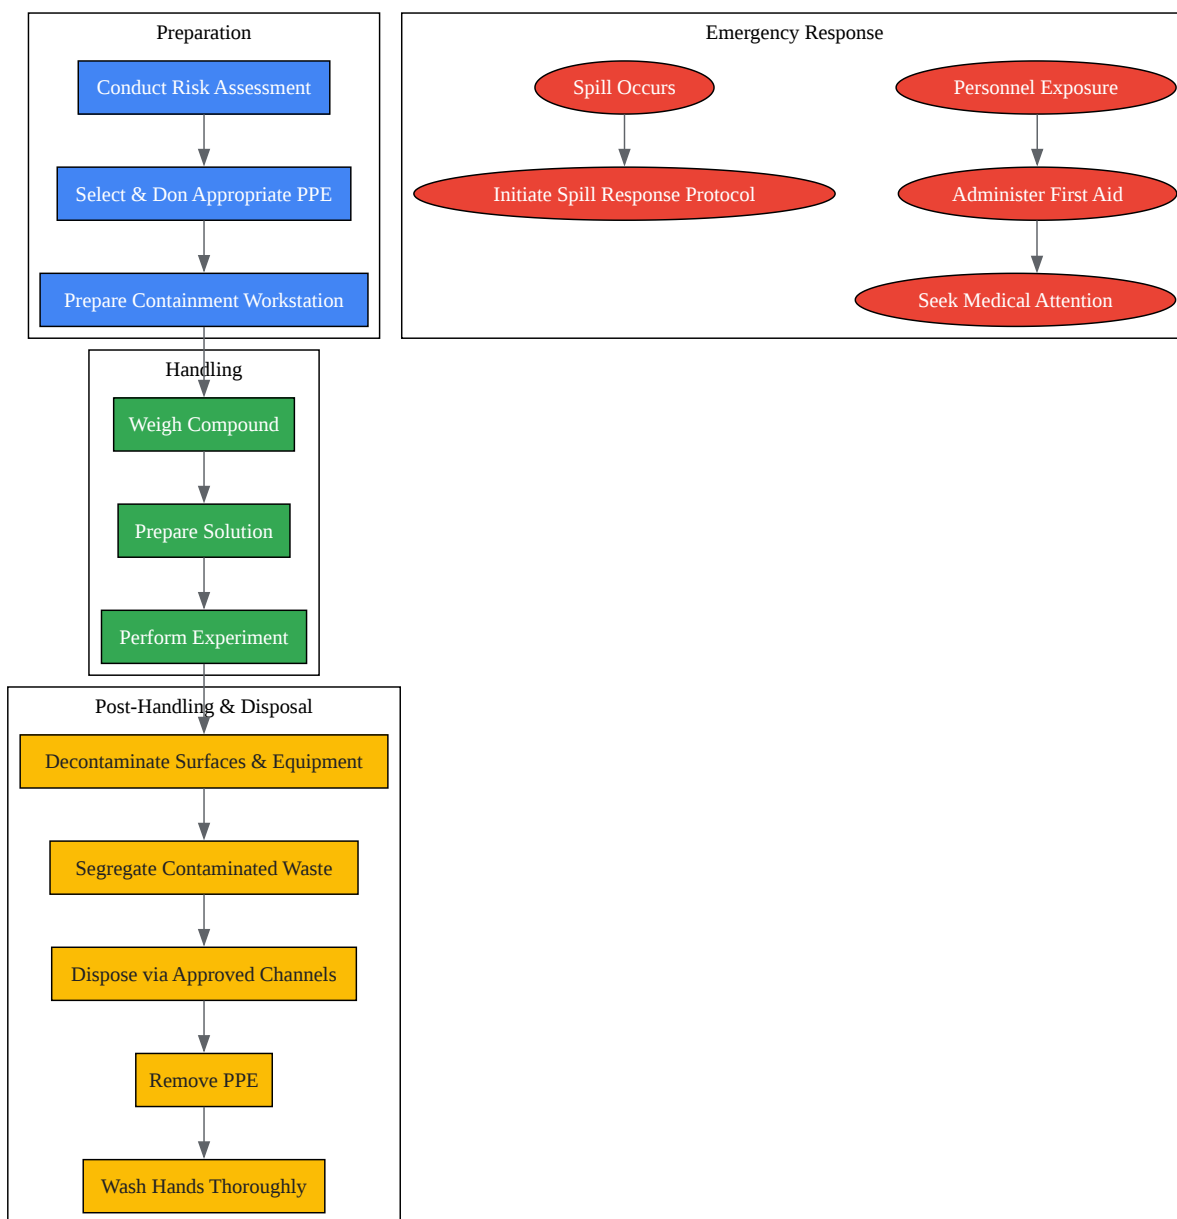 Preparation
Conduct Risk Assessment
Select & Don Appropriate PPE
Prepare Containment Workstation
Emergency Response
Spill Occurs
Initiate Spill Response Protocol
Personnel Exposure
Administer First Aid
Seek Medical Attention
Handling
Weigh Compound
Prepare Solution
Perform Experiment
Post-Handling & Disposal
Decontaminate Surfaces & Equipment
Segregate Contaminated Waste
Dispose via Approved Channels
Remove PPE
Wash Hands Thoroughly